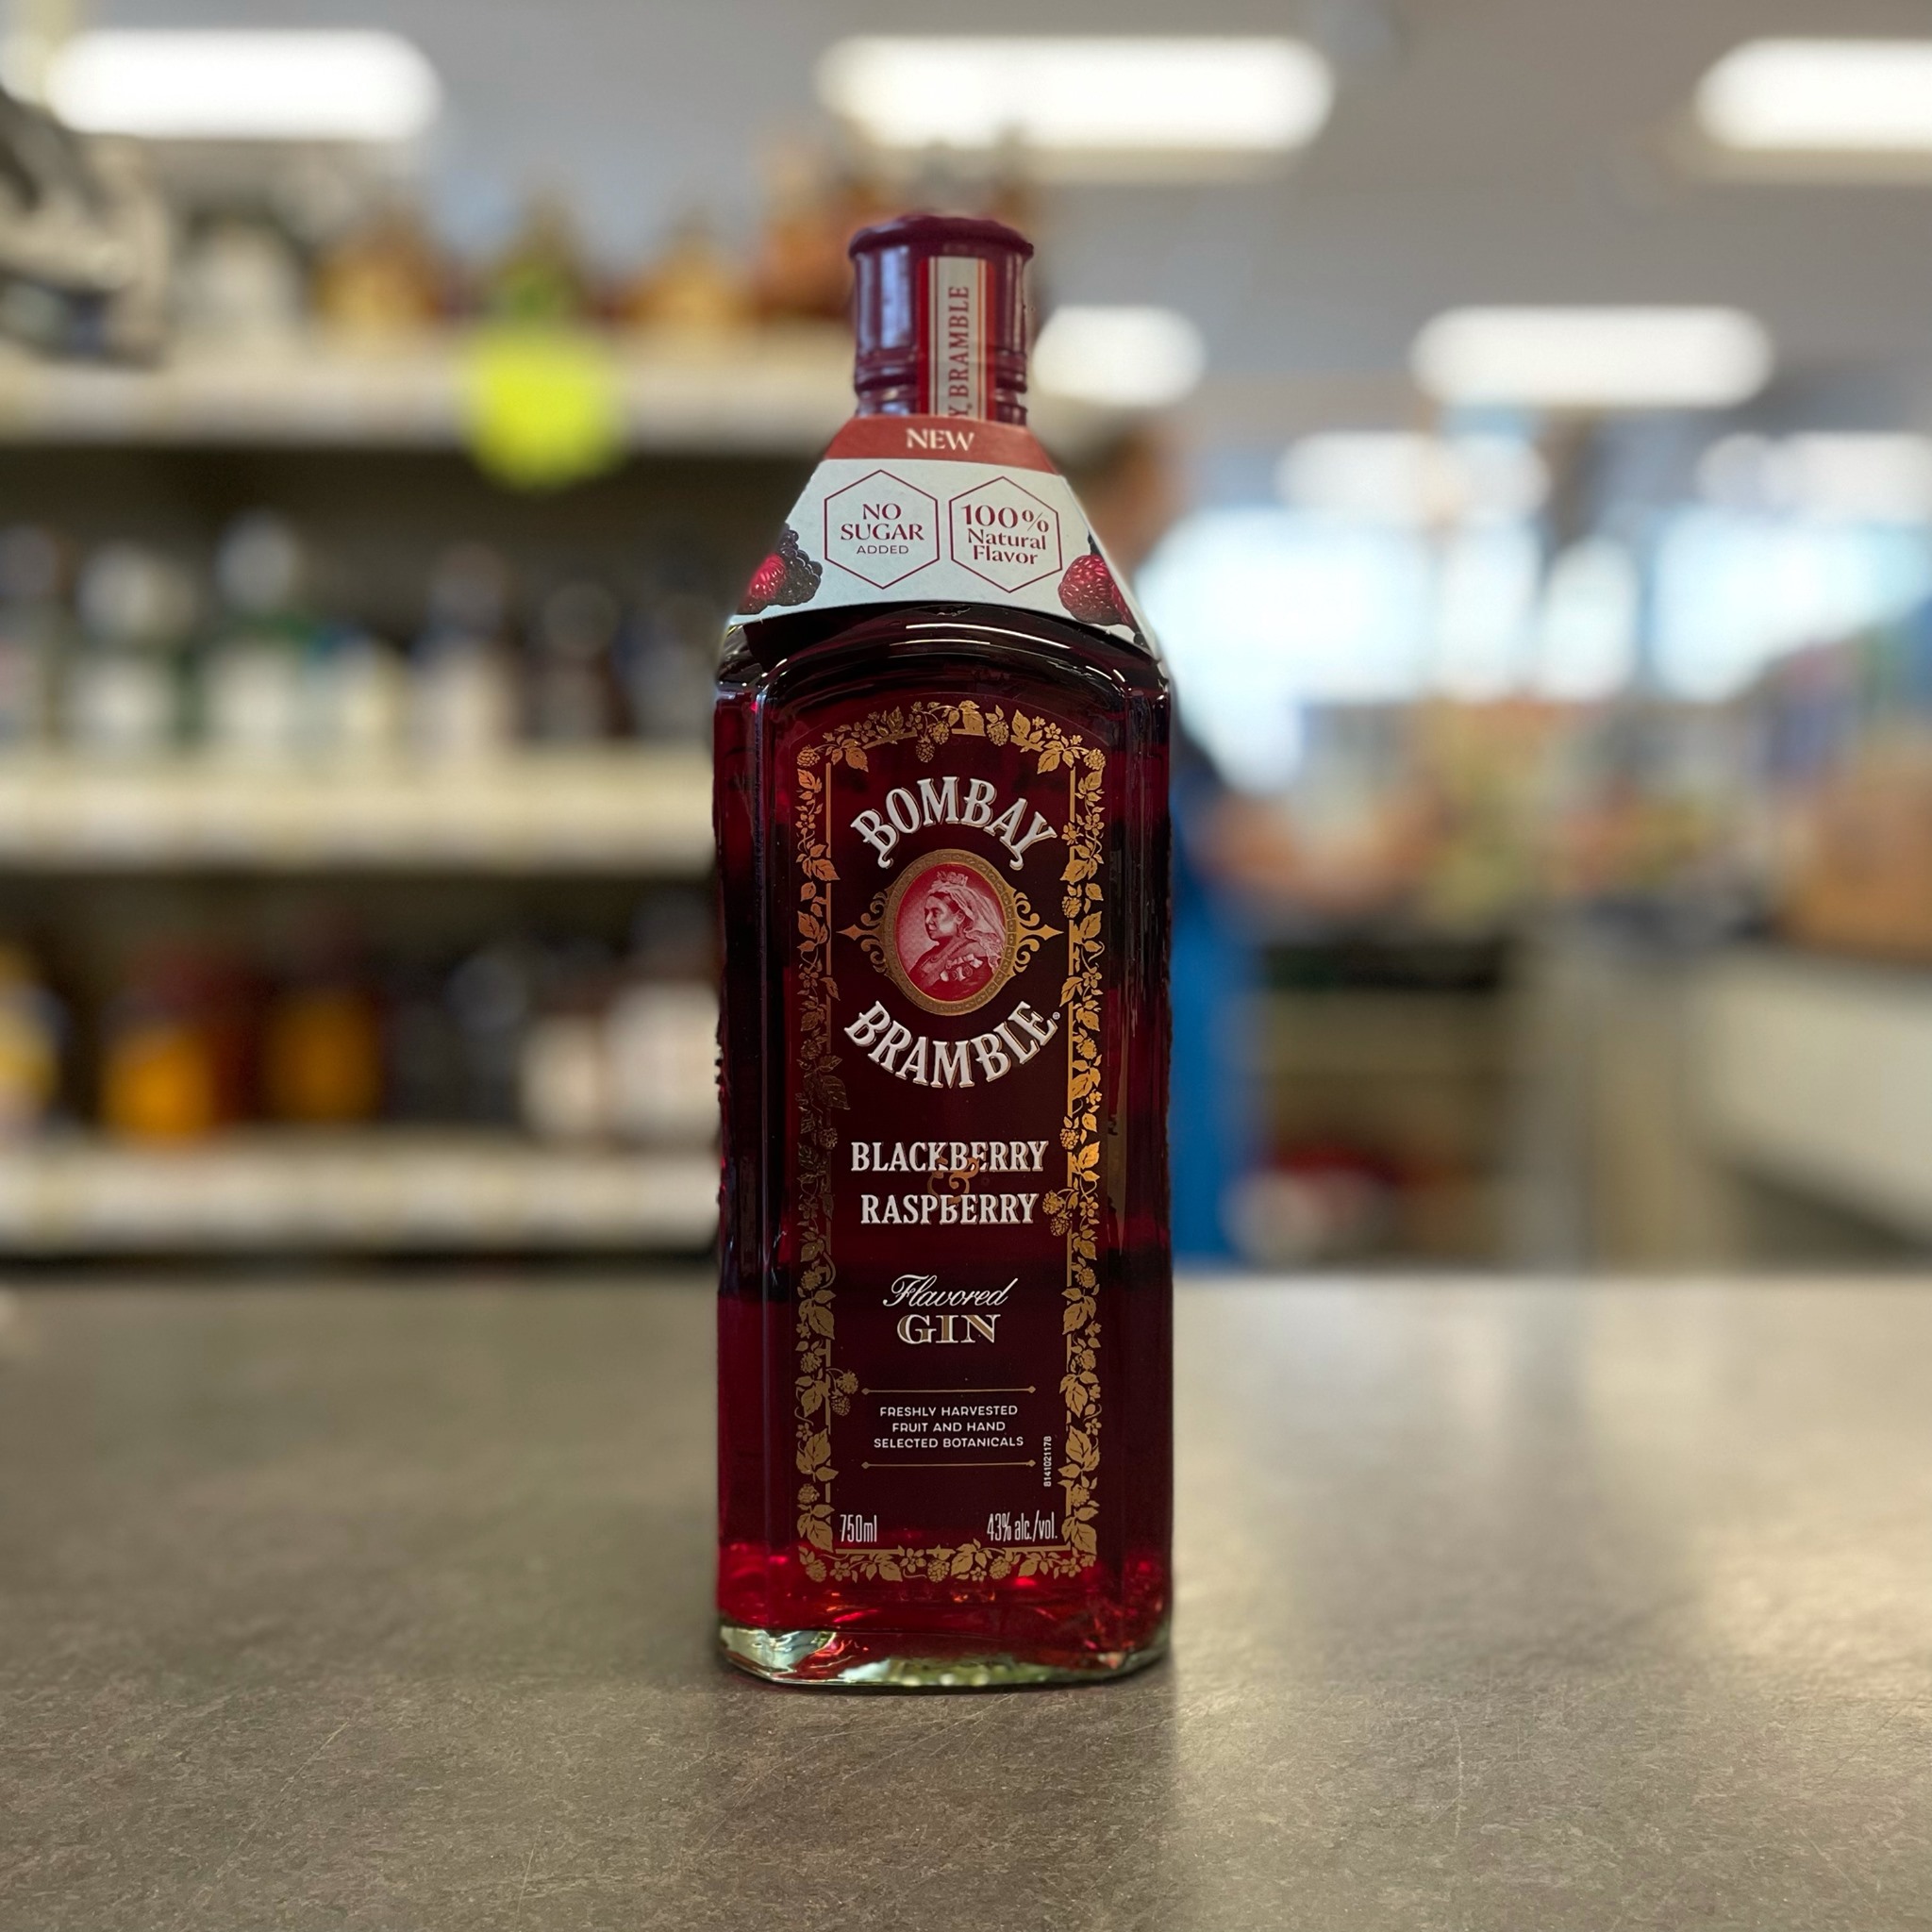 Y BRAMBLE
NEW
NO
SUGAR
ADDED
100%
Natural
Flavor
BOMBAY
BRAMBLE®
BLACKBERRY
&
RASPBERRY
Flavored
GIN
FRESHLY HARVESTED
FRUIT AND HAND
SELECTED BOTANICALS
8141021178
750ml
43% alc./vol.